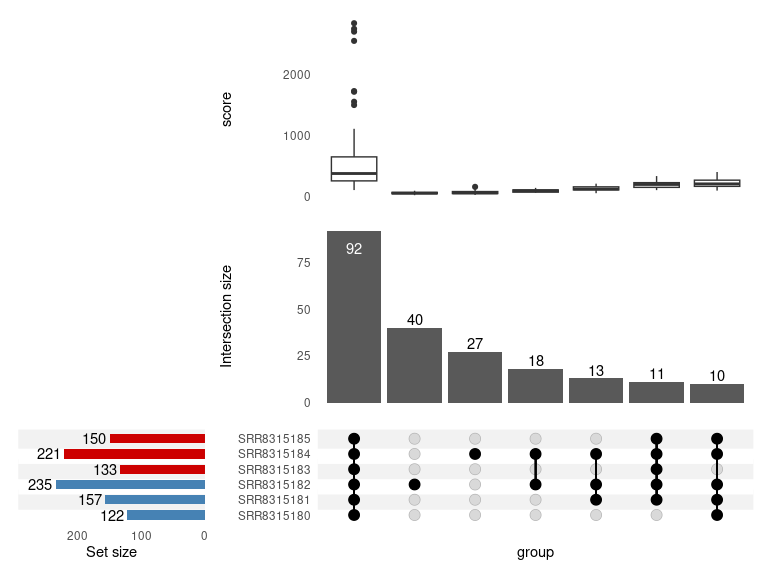 2000
1000
0
score
92
40
27
18
13
11
10
75
50
25
0
Intersection size
150
221
133
235
157
122
200 100 0
Set size
SRR8315185
SRR8315184
SRR8315183
SRR8315182
SRR8315181
SRR8315180
group